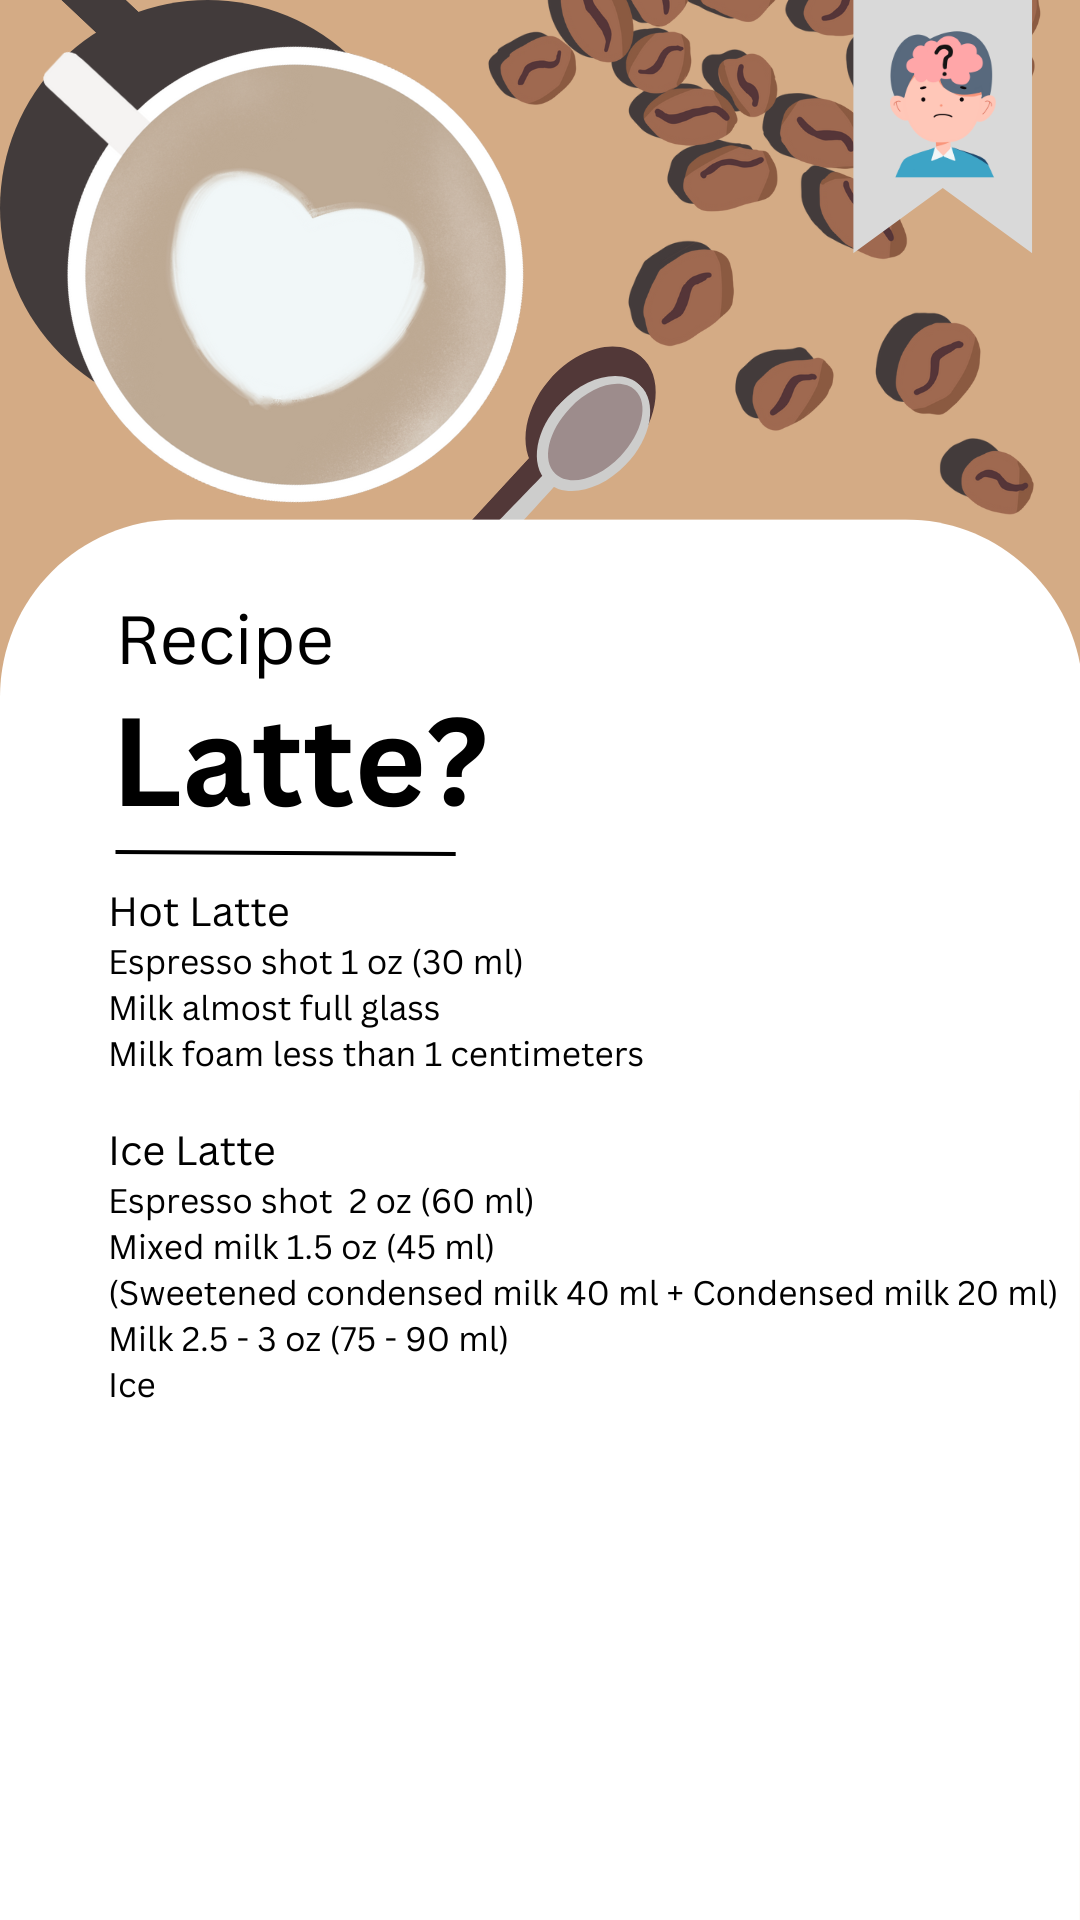 ?
Recipe
Latte?
Hot Latte
Espresso shot 1 oz (30 ml)
Milk almost full glass
Milk foam less than 1 centimeters
Ice Latte
Espresso shot  2 oz (60 ml)
Mixed milk 1.5 oz (45 ml)
(Sweetened condensed milk 40 ml + Condensed milk 20 ml)
Milk 2.5 - 3 oz (75 - 90 ml)
Ice